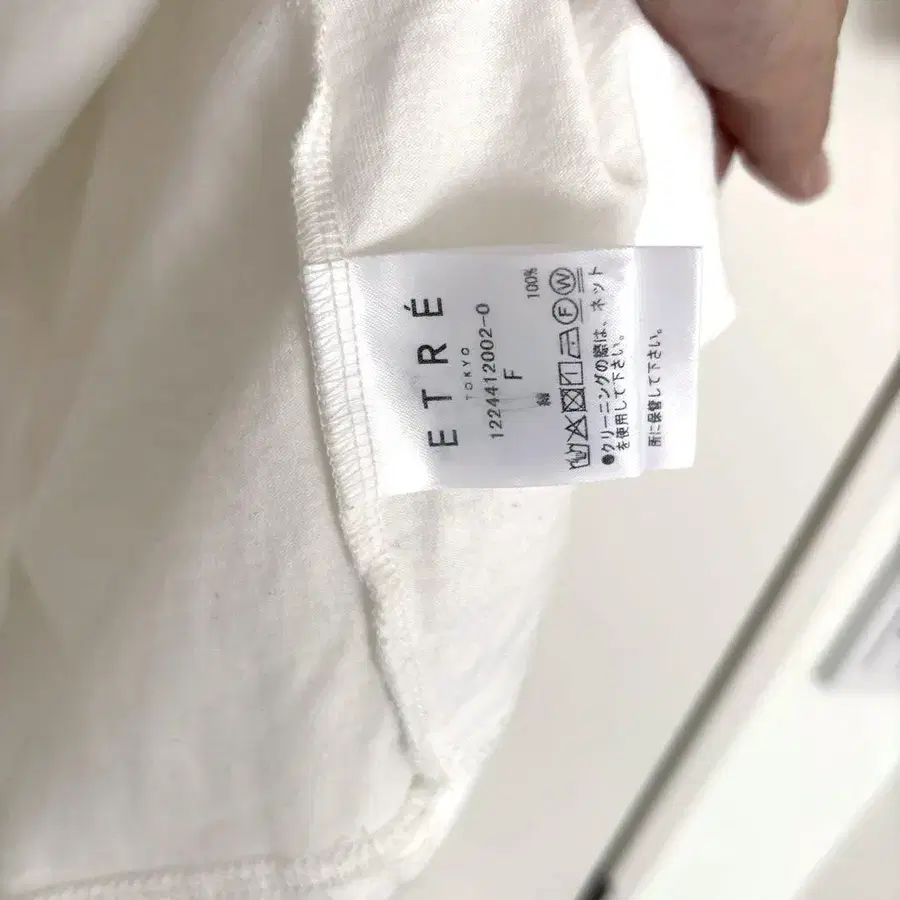 ETRÉ
TOKYO
1224412002-0
F
綿 100%
F W
●クリーニングの際は、ネット
を使用して下さい。
所に保管して下さい。